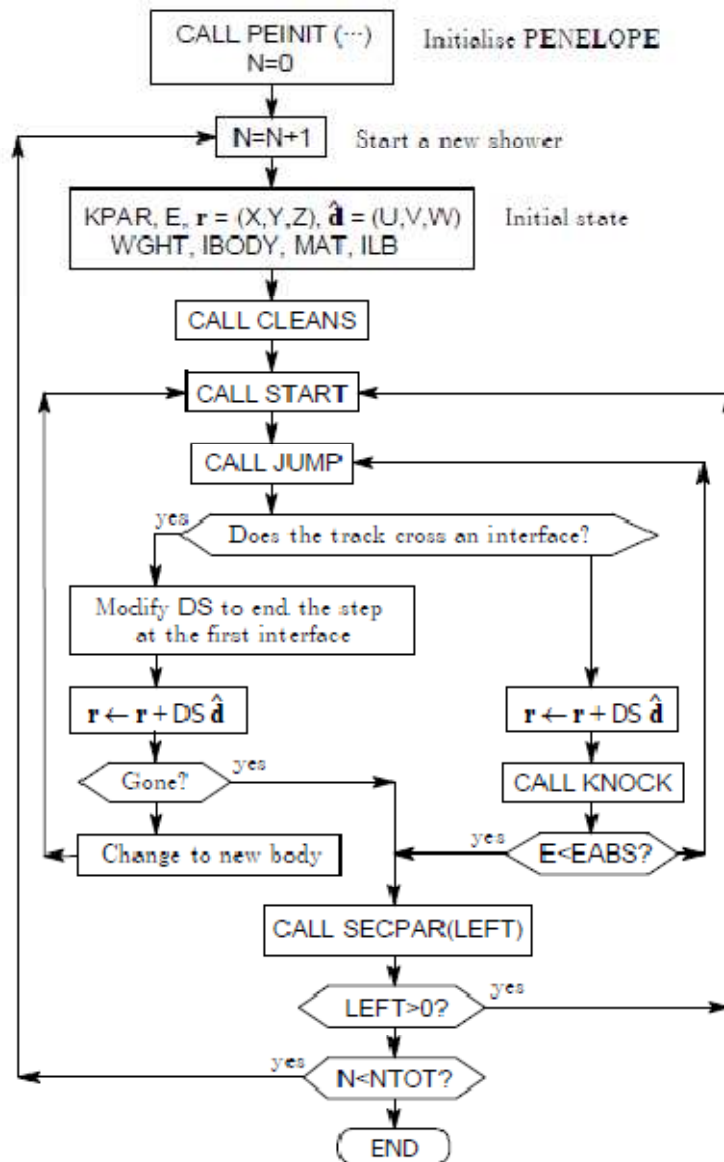 CALL PEINIT (···)
N=0
Initialise PENELOPE
N=N+1
Start a new shower
KPAR, E, r = (X,Y,Z), d̂ = (U,V,W)
WGHT, IBODY, MAT, ILB
Initial state
CALL CLEANS
CALL START
CALL JUMP
yes
Does the track cross an interface?
Modify DS to end the step
at the first interface
r ← r + DS d̂
r ← r + DS d̂
Gone?
yes
CALL KNOCK
Change to new body
yes
E<EABS?
CALL SECPAR(LEFT)
LEFT>0?
yes
yes
N<NTOT?
END